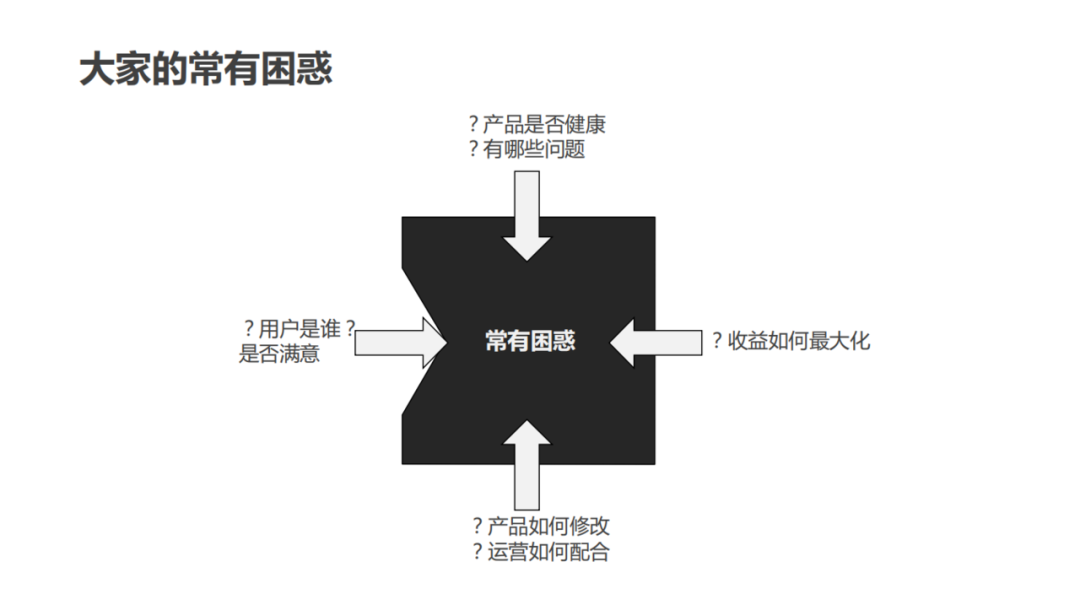 大家的常有困惑
？产品是否健康
？有哪些问题
？用户是谁？
是否满意
常有困惑
？收益如何最大化
？产品如何修改
？运营如何配合